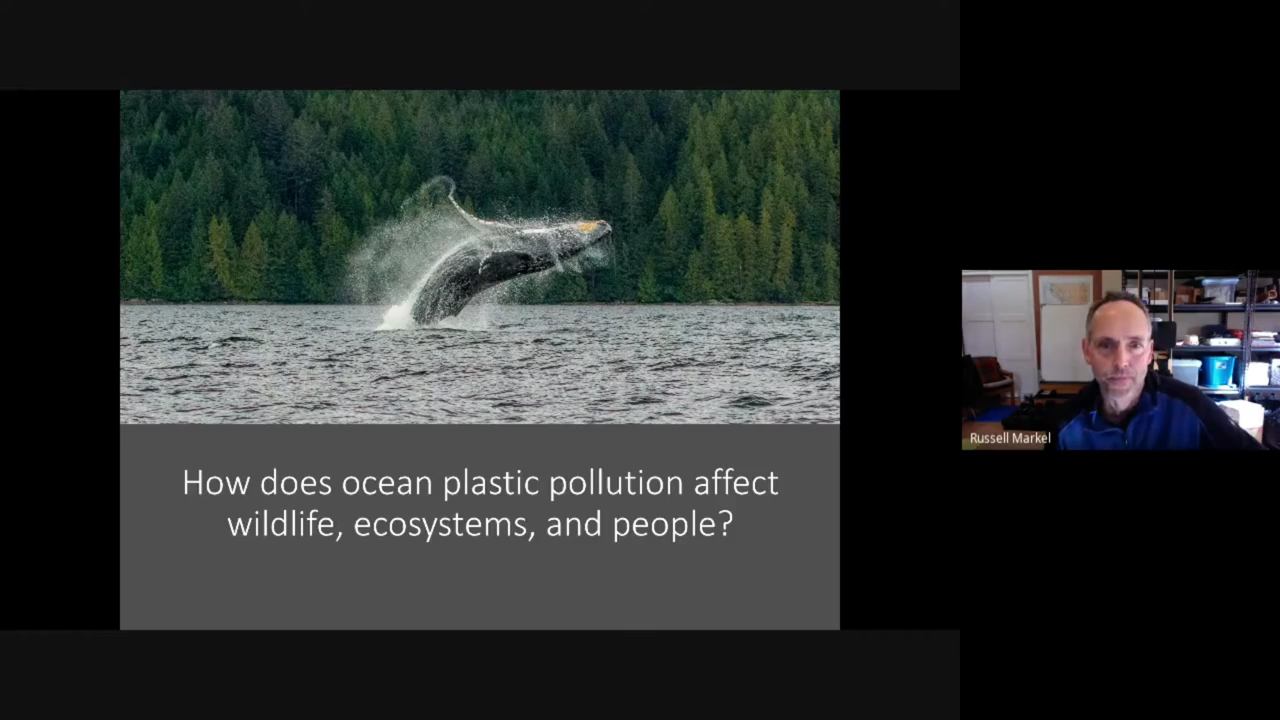 How does ocean plastic pollution affect
wildlife, ecosystems, and people?
Russell Markel